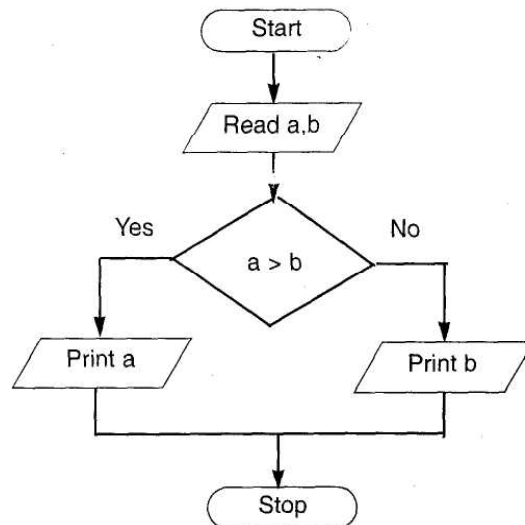 Start
Read a,b
Yes
No
a > b
Print a
Print b
Stop